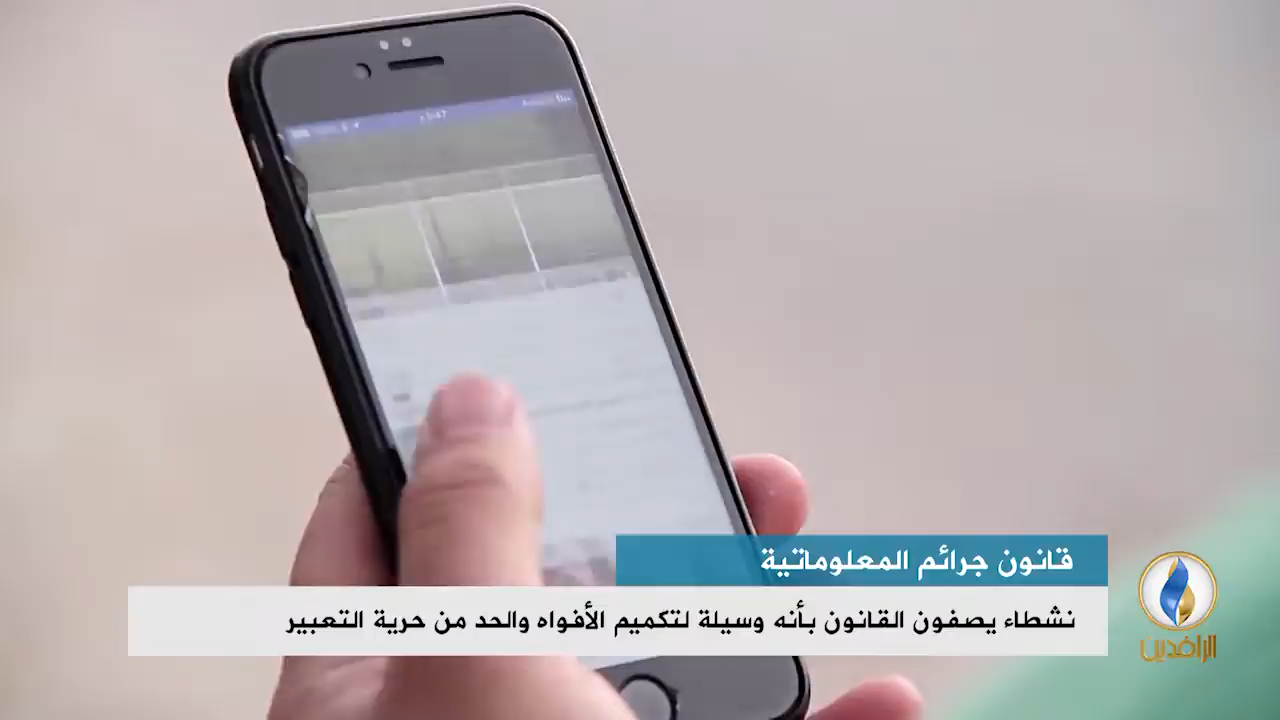 قانون جرائم المعلوماتية
نشطاء يصفون القانون بأنه وسيلة لتكميم الأفواه والحد من حرية التعبير
الرافدين